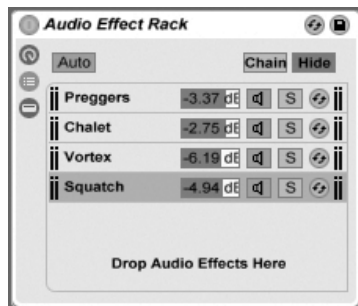 Audio Effect Rack
Auto Chain Hide
Preggers -3.37 dB S
Chalet -2.75 dB S
Vortex -6.19 dB S
Squatch -4.94 dB S
Drop Audio Effects Here